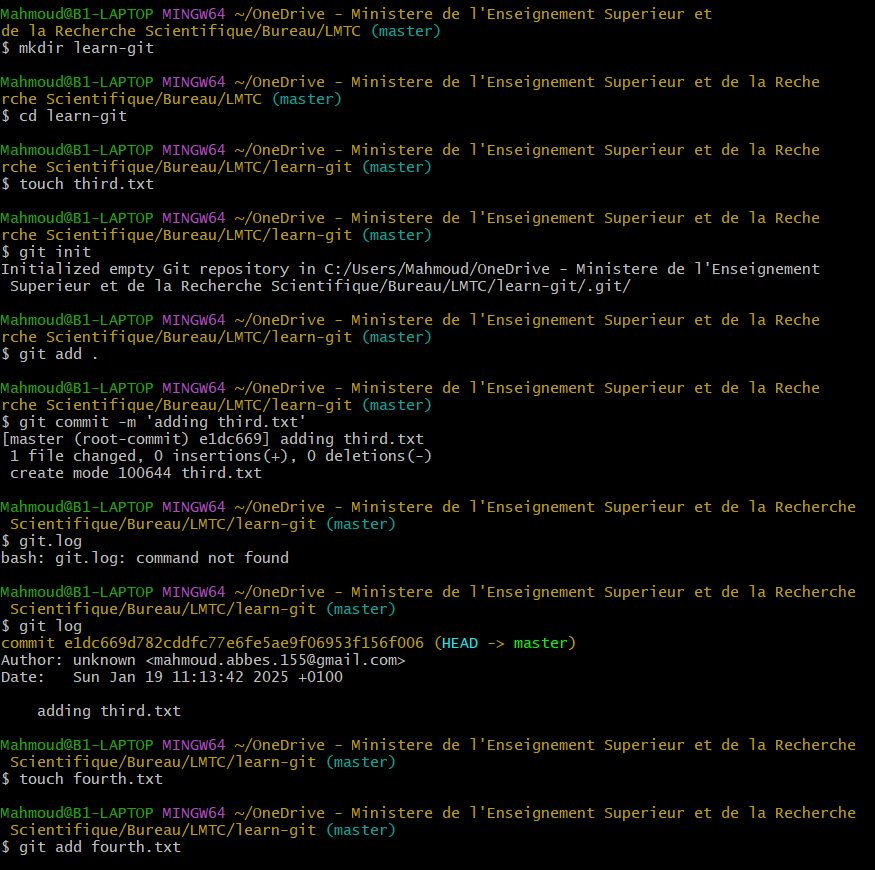 Mahmoud@B1-LAPTOP MINGW64 ~/OneDrive - Ministere de l'Enseignement Superieur et
de la Recherche Scientifique/Bureau/LMTC (master)
$ mkdir learn-git

Mahmoud@B1-LAPTOP MINGW64 ~/OneDrive - Ministere de l'Enseignement Superieur et de la Reche
rche Scientifique/Bureau/LMTC (master)
$ cd learn-git

Mahmoud@B1-LAPTOP MINGW64 ~/OneDrive - Ministere de l'Enseignement Superieur et de la Reche
rche Scientifique/Bureau/LMTC/learn-git (master)
$ touch third.txt

Mahmoud@B1-LAPTOP MINGW64 ~/OneDrive - Ministere de l'Enseignement Superieur et de la Reche
rche Scientifique/Bureau/LMTC/learn-git (master)
$ git init
Initialized empty Git repository in C:/Users/Mahmoud/OneDrive - Ministere de l'Enseignement
 Superieur et de la Recherche Scientifique/Bureau/LMTC/learn-git/.git/

Mahmoud@B1-LAPTOP MINGW64 ~/OneDrive - Ministere de l'Enseignement Superieur et de la Reche
rche Scientifique/Bureau/LMTC/learn-git (master)
$ git add .

Mahmoud@B1-LAPTOP MINGW64 ~/OneDrive - Ministere de l'Enseignement Superieur et de la Reche
rche Scientifique/Bureau/LMTC/learn-git (master)
$ git commit -m 'adding third.txt'
[master (root-commit) e1dc669] adding third.txt
 1 file changed, 0 insertions(+), 0 deletions(-)
 create mode 100644 third.txt

Mahmoud@B1-LAPTOP MINGW64 ~/OneDrive - Ministere de l'Enseignement Superieur et de la Recherche
 Scientifique/Bureau/LMTC/learn-git (master)
$ git.log
bash: git.log: command not found

Mahmoud@B1-LAPTOP MINGW64 ~/OneDrive - Ministere de l'Enseignement Superieur et de la Recherche
 Scientifique/Bureau/LMTC/learn-git (master)
$ git log
commit e1dc669d782cddfc77e6fe5ae9f06953f156f006 (HEAD -> master)
Author: unknown <mahmoud.abbes.155@gmail.com>
Date:   Sun Jan 19 11:13:42 2025 +0100

    adding third.txt

Mahmoud@B1-LAPTOP MINGW64 ~/OneDrive - Ministere de l'Enseignement Superieur et de la Recherche
 Scientifique/Bureau/LMTC/learn-git (master)
$ touch fourth.txt

Mahmoud@B1-LAPTOP MINGW64 ~/OneDrive - Ministere de l'Enseignement Superieur et de la Recherche
 Scientifique/Bureau/LMTC/learn-git (master)
$ git add fourth.txt